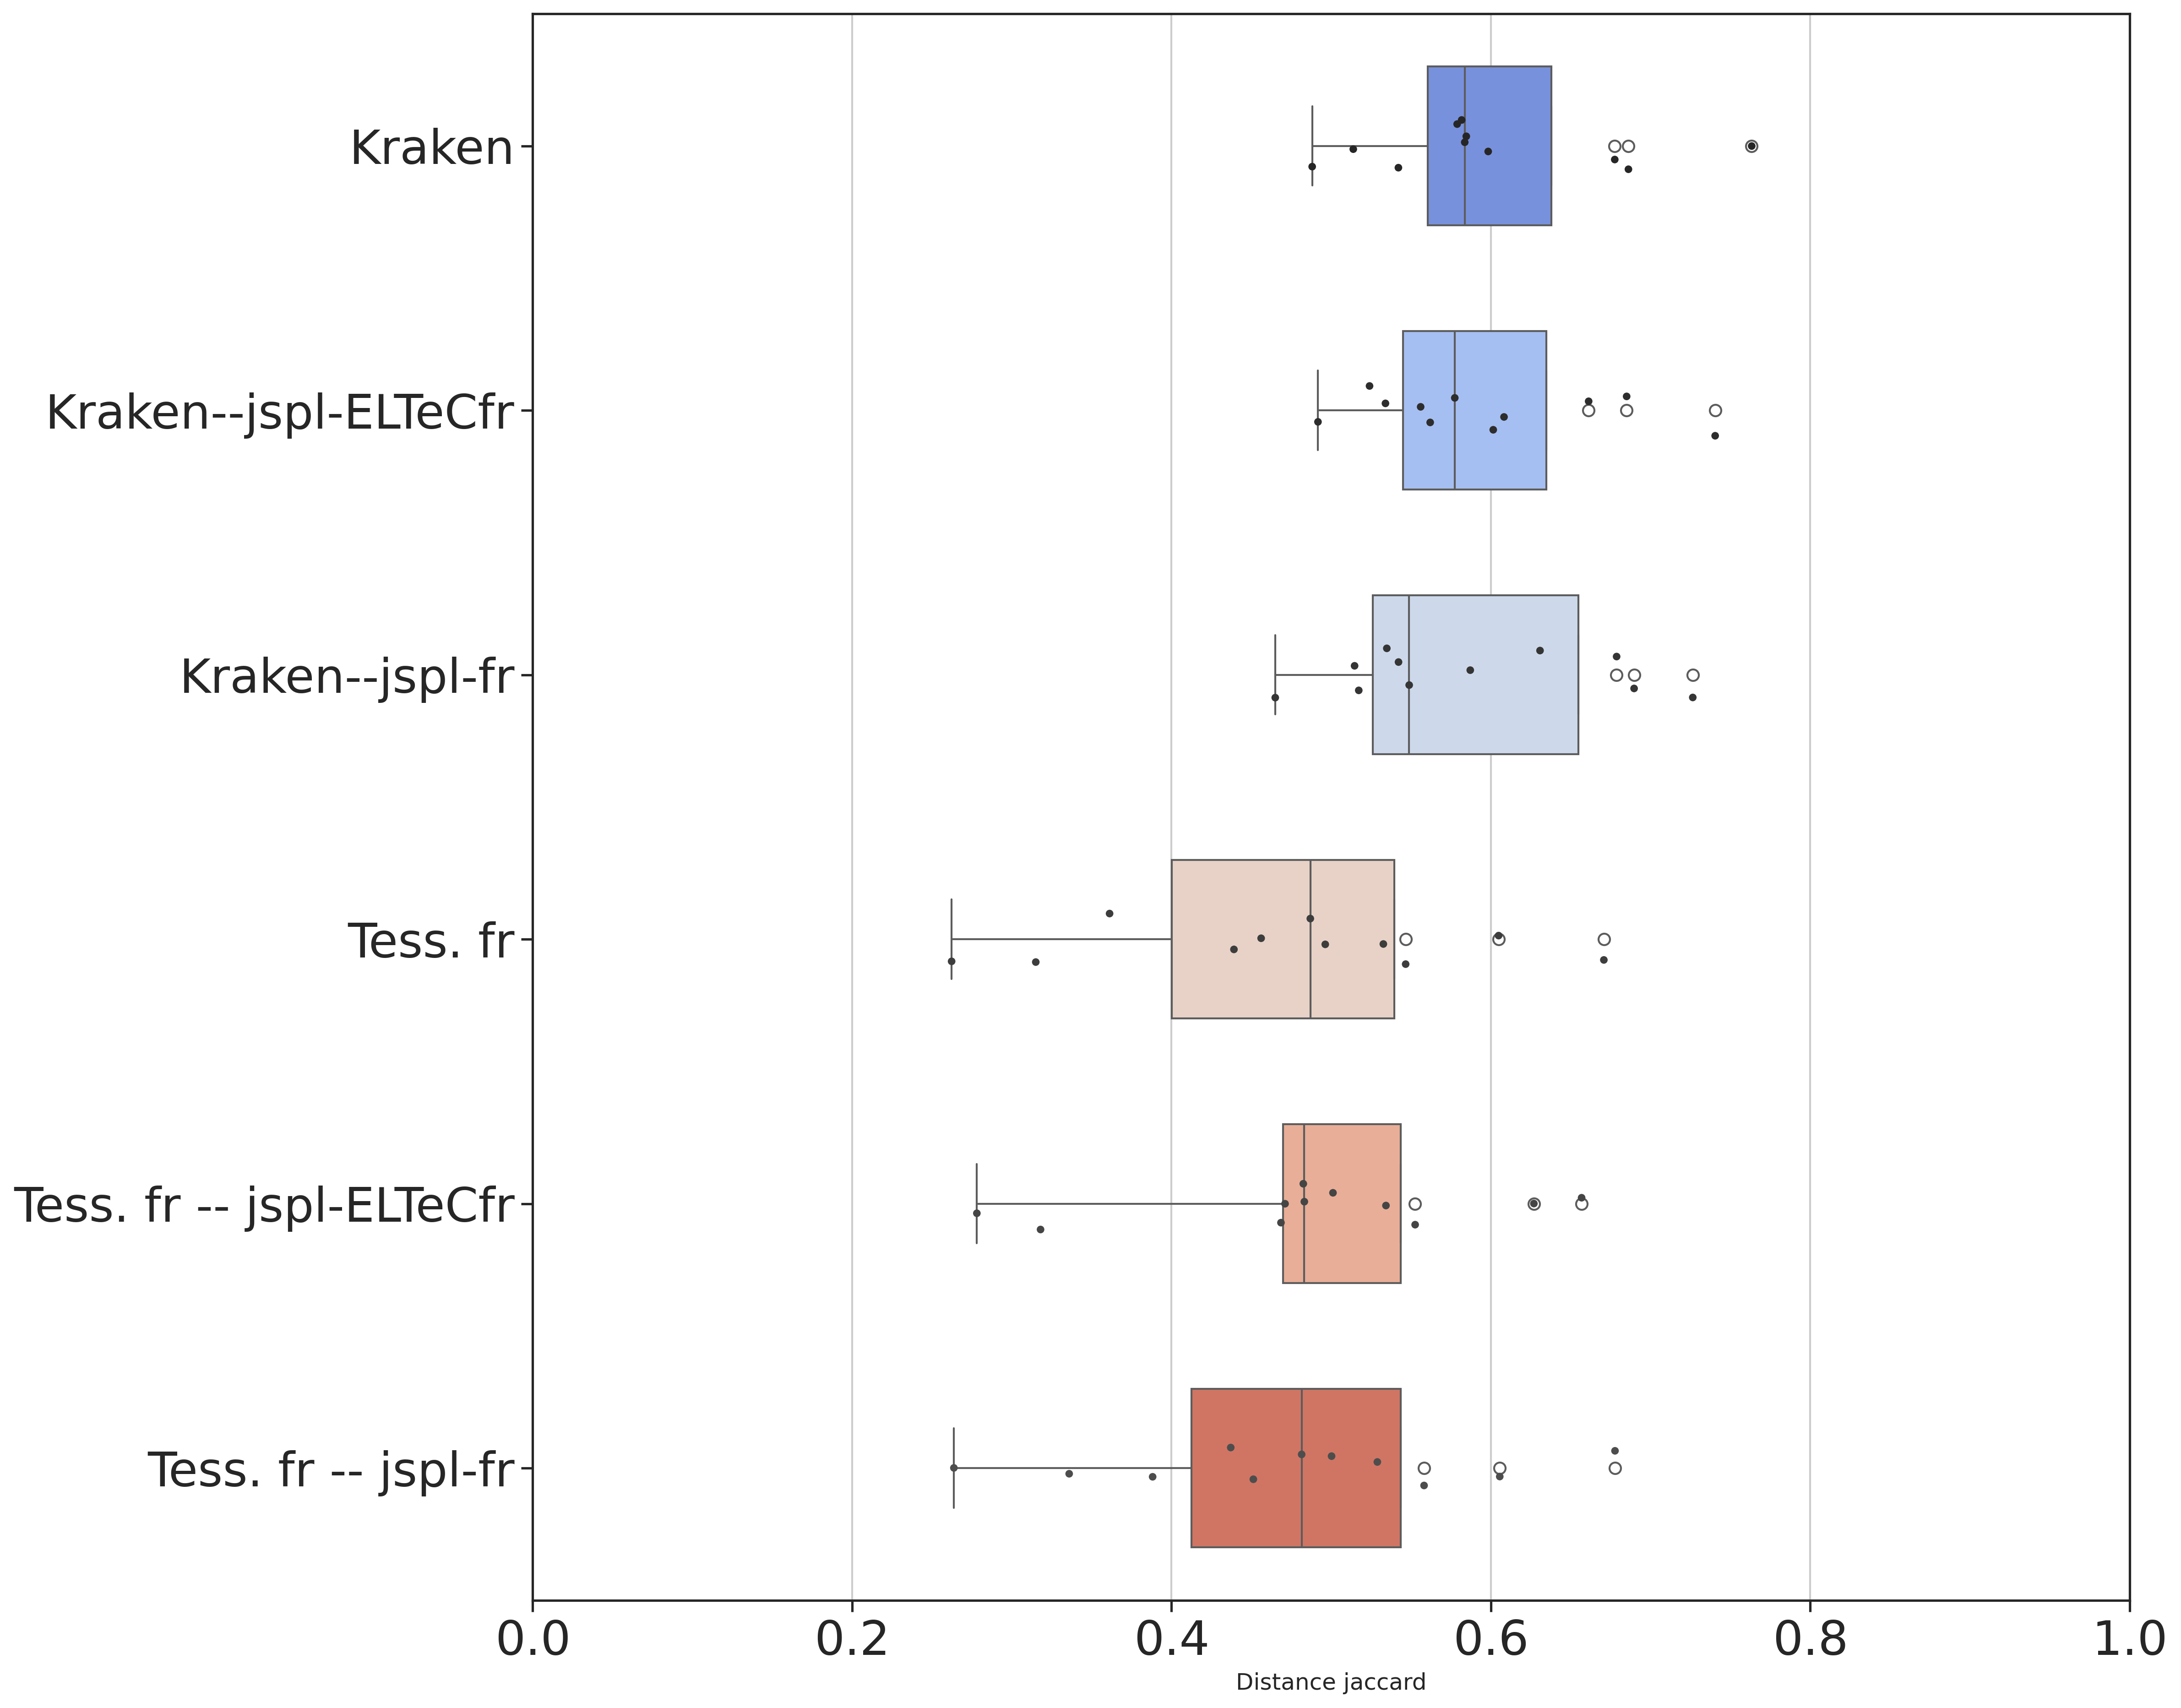 Kraken
Kraken--jspl-ELTeCfr
Kraken--jspl-fr
Tess. fr
Tess. fr -- jspl-ELTeCfr
Tess. fr -- jspl-fr
0.0 0.2 0.4 0.6 0.8 1.0
Distance jaccard